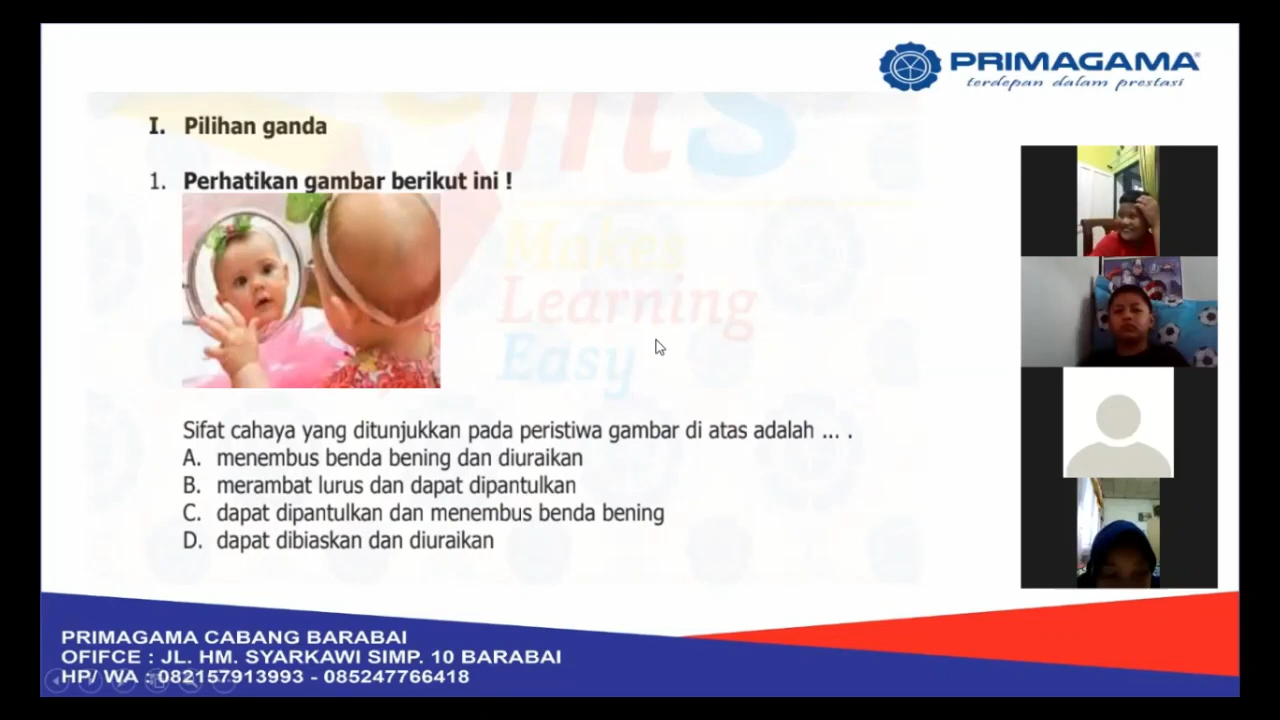 PRIMAGAMA
terdepan dalam prestasi
I. Pilihan ganda
1. Perhatikan gambar berikut ini !
Makes
Learning
Easy
Sifat cahaya yang ditunjukkan pada peristiwa gambar di atas adalah ... .
A. menembus benda bening dan diuraikan
B. merambat lurus dan dapat dipantulkan
C. dapat dipantulkan dan menembus benda bening
D. dapat dibiaskan dan diuraikan
PRIMAGAMA CABANG BARABAI
OFIFCE : JL. HM. SYARKAWI SIMP. 10 BARABAI
HP/ WA : 082157913993 - 085247766418